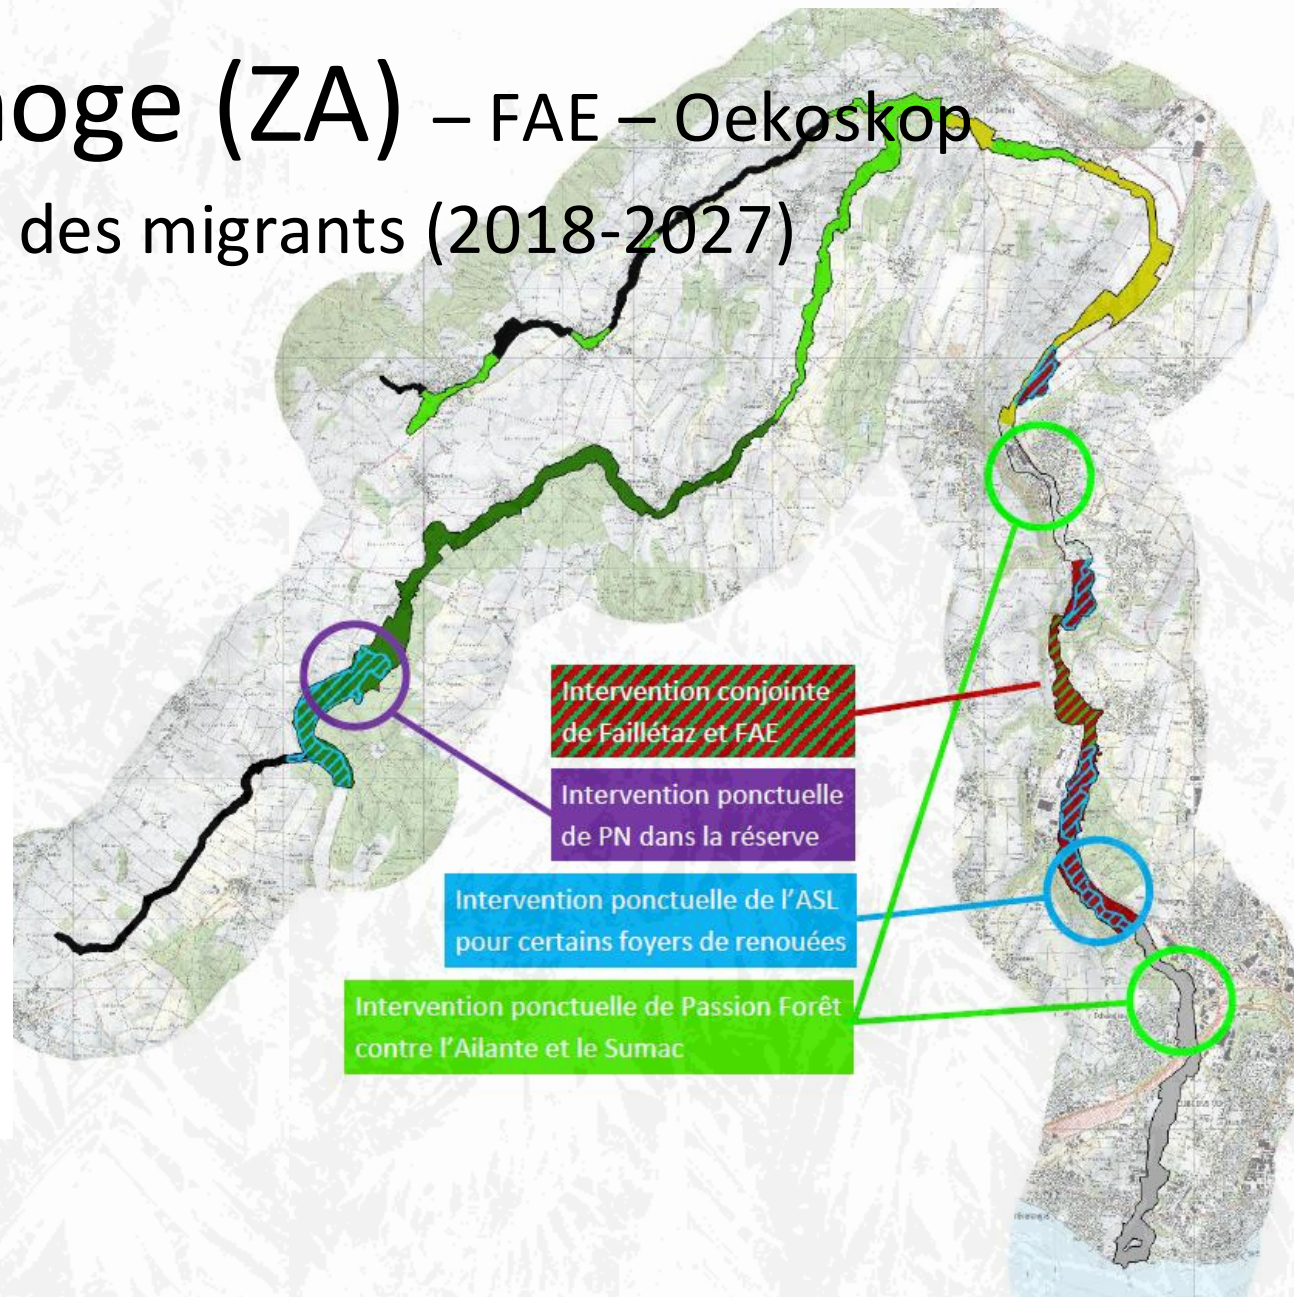 noge (ZA) – FAE – Oekoskop
des migrants (2018-2027)
Intervention conjointe
de Faillétaz et FAE
Intervention ponctuelle
de PN dans la réserve
Intervention ponctuelle de l’ASL
pour certains foyers de renouées
Intervention ponctuelle de Passion Forêt
contre l’Ailante et le Sumac